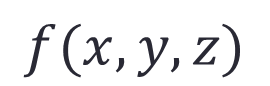 f(x, y, z)